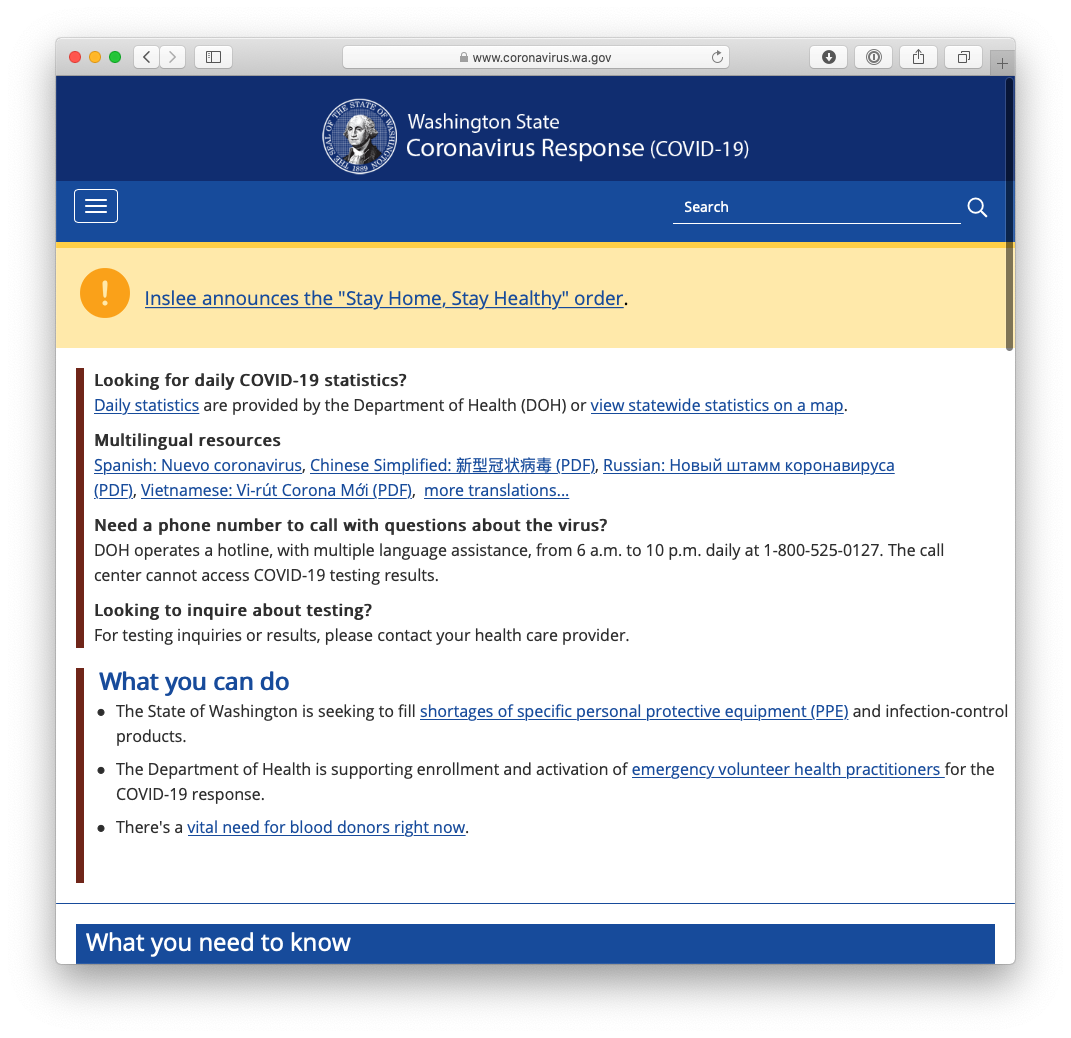 www.coronavirus.wa.gov
THE SEAL OF THE STATE OF WASHINGTON
1889
Washington State
Coronavirus Response (COVID-19)
Search
!
Inslee announces the "Stay Home, Stay Healthy" order.
Looking for daily COVID-19 statistics?
Daily statistics are provided by the Department of Health (DOH) or view statewide statistics on a map.
Multilingual resources
Spanish: Nuevo coronavirus, Chinese Simplified: 新型冠状病毒 (PDF), Russian: Новый штамм коронавируса
(PDF), Vietnamese: Vi-rút Corona Mới (PDF),  more translations...
Need a phone number to call with questions about the virus?
DOH operates a hotline, with multiple language assistance, from 6 a.m. to 10 p.m. daily at 1-800-525-0127. The call
center cannot access COVID-19 testing results.
Looking to inquire about testing?
For testing inquiries or results, please contact your health care provider.
What you can do
• The State of Washington is seeking to fill shortages of specific personal protective equipment (PPE) and infection-control
products.
• The Department of Health is supporting enrollment and activation of emergency volunteer health practitioners for the
COVID-19 response.
• There's a vital need for blood donors right now.
What you need to know